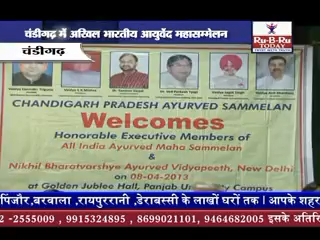 चंडीगढ़ में अखिल भारतीय आयुर्वेद महासम्मेलन
Ru-B-Ru
TODAY
चंडीगढ़
CHANDIGARH PRADESH AYURVED SAMMELAN
Welcomes
Honorable Executive Members of
All India Ayurved Maha Sammelan
&
Nikhil Bharatvarshye Ayurved Vidyapeeth, New Delhi
on 08-04-2013
at Golden Jubilee Hall, Panjab University Campus
पिंजौर,बरवाला ,रायपुररानी ,डेराबस्सी के लाखों घरों तक | आपके शहर
2 -2555009 , 9915324895 , 8699021101, 9464682005 इसके अतिरि